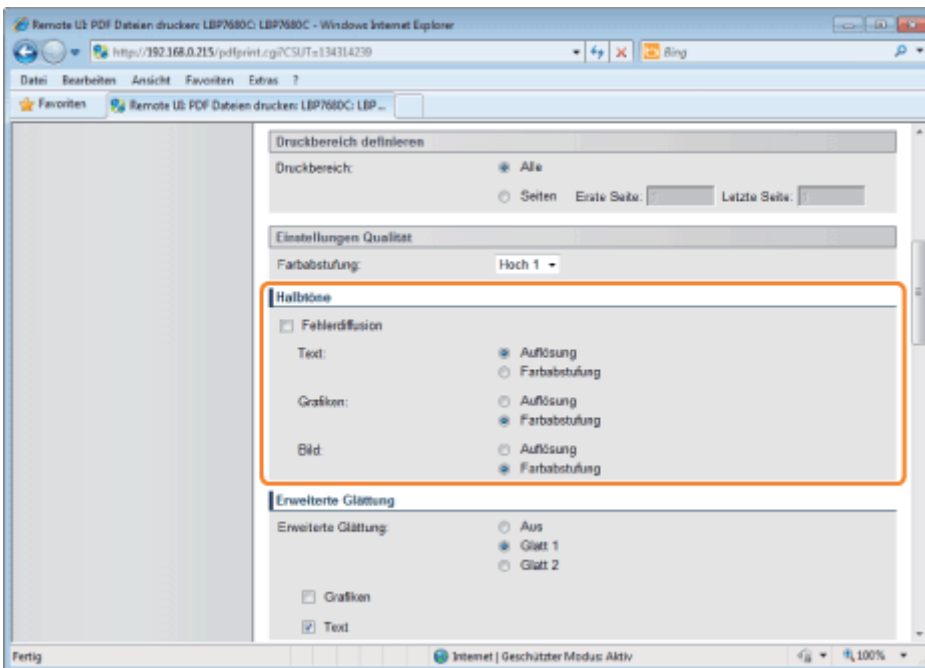 Remote UI: PDF Dateien drucken: LBP7680C: LBP7680C - Windows Internet Explorer
http://192.168.0.215/pdfprint.cgi?CSUT=134314239
Bing
Datei Bearbeiten Ansicht Favoriten Extras ?
Favoriten Remote UI: PDF Dateien drucken: LBP7680C: LBP...
Druckbereich definieren
Druckbereich: Alle
Seiten Erste Seite: Letzte Seite:
Einstellungen Qualität
Farbabstufung: Hoch 1
Halbtöne
Fehlerdiffusion
Text: Auflösung
Farbabstufung
Grafiken: Auflösung
Farbabstufung
Bild: Auflösung
Farbabstufung
Erweiterte Glättung
Erweiterte Glättung: Aus
Glatt 1
Glatt 2
Grafiken
Text
Fertig Internet | Geschützter Modus: Aktiv 100%